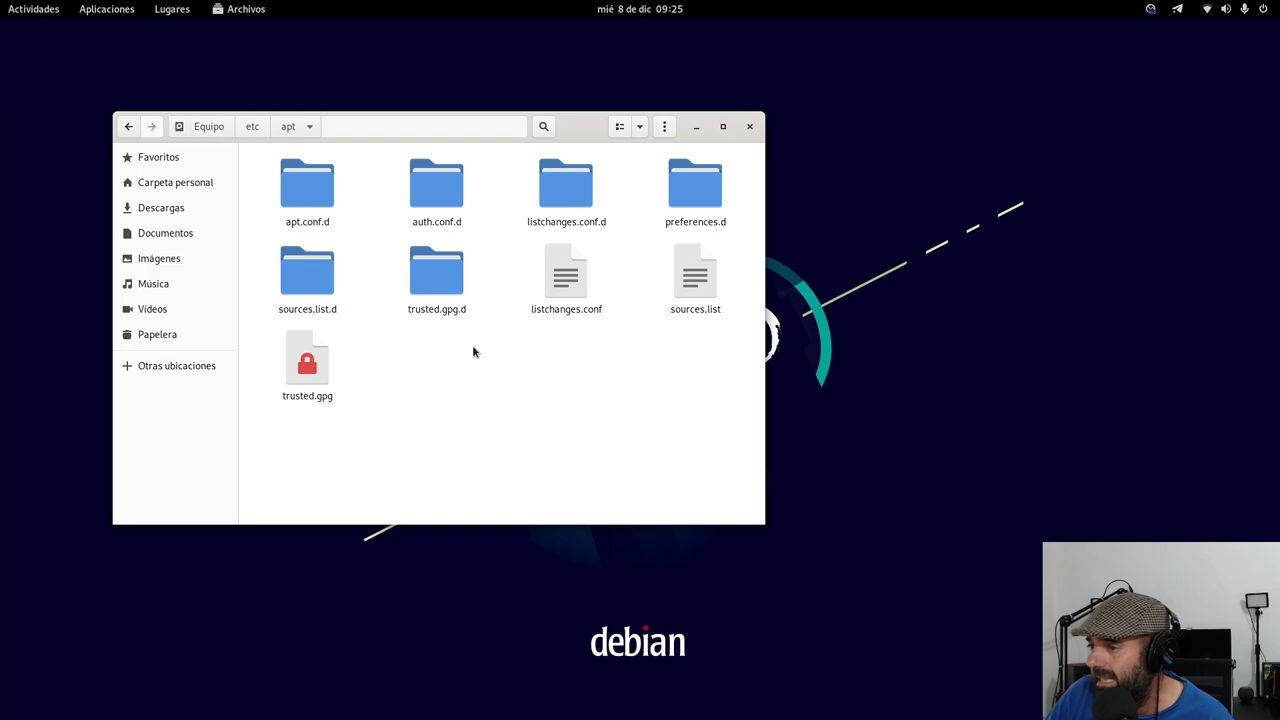 Actividades Aplicaciones Lugares Archivos mié 8 de dic 09:25
Equipo etc apt
Favoritos
Carpeta personal
Descargas
Documentos
Imágenes
Música
Vídeos
Papelera
Otras ubicaciones
apt.conf.d auth.conf.d listchanges.conf.d preferences.d
sources.list.d trusted.gpg.d listchanges.conf sources.list
trusted.gpg
debian